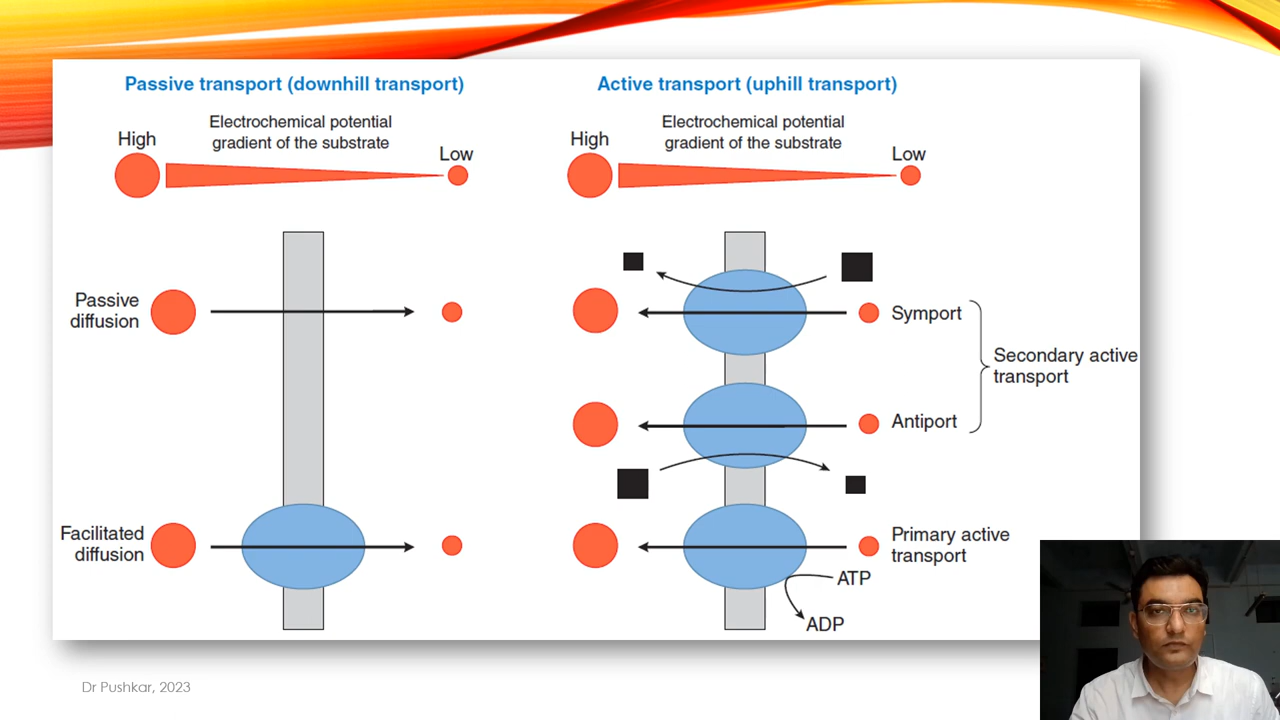 Passive transport (downhill transport)
High
Electrochemical potential
gradient of the substrate
Low
Passive
diffusion
Facilitated
diffusion
Active transport (uphill transport)
High
Electrochemical potential
gradient of the substrate
Low
Symport
Antiport
Secondary active
transport
Primary active
transport
ATP
ADP
Dr Pushkar, 2023